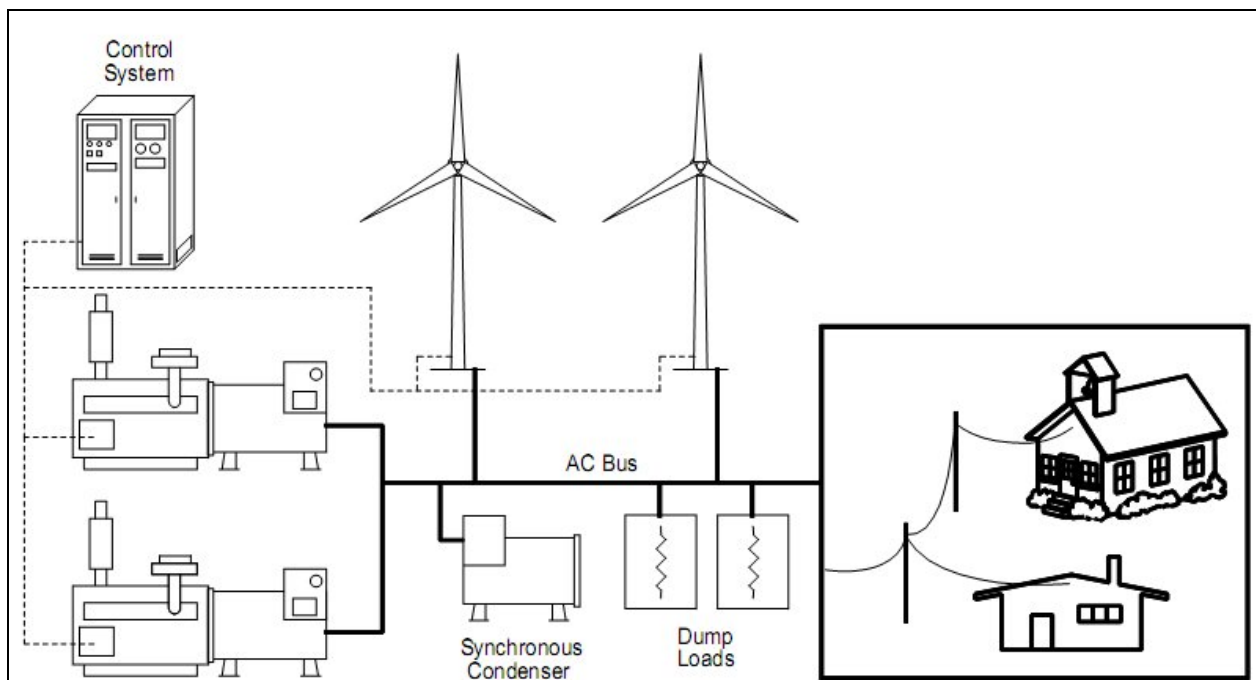 Control
System
AC Bus
Synchronous
Condenser
Dump
Loads